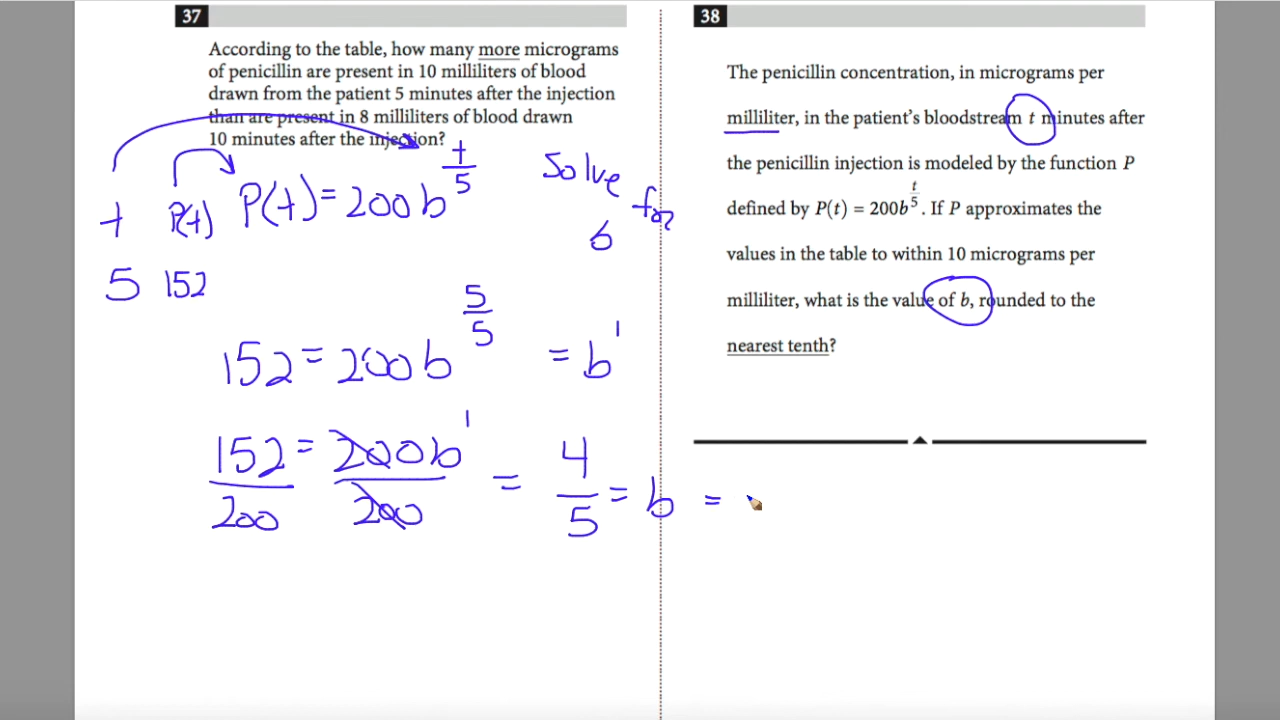 37
According to the table, how many more micrograms
of penicillin are present in 10 milliliters of blood
drawn from the patient 5 minutes after the injection
than are present in 8 milliliters of blood drawn
10 minutes after the injection?
t P(t) P(t) = 200b^(t/5) Solve for b
5 152
152 = 200b^(5/5) = b^1
152/200 = 200b^1/200 = 4/5 = b =
38
The penicillin concentration, in micrograms per
milliliter, in the patient's bloodstream t minutes after
the penicillin injection is modeled by the function P
defined by P(t) = 200b^(t/5). If P approximates the
values in the table to within 10 micrograms per
milliliter, what is the value of b, rounded to the
nearest tenth?